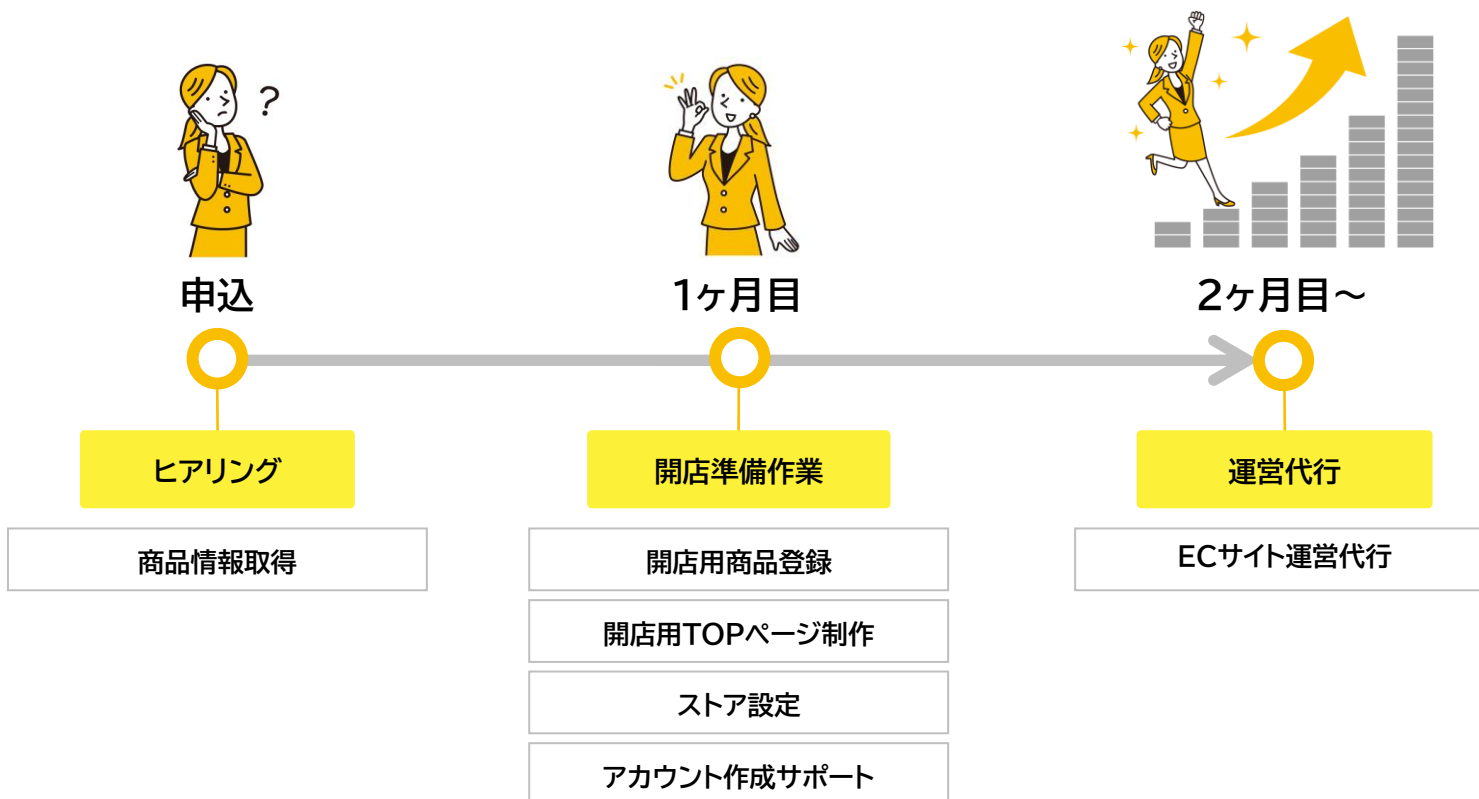 ?
申込
1ヶ月目
2ヶ月目～
ヒアリング
開店準備作業
運営代行
商品情報取得
開店用商品登録
ECサイト運営代行
開店用TOPページ制作
ストア設定
アカウント作成サポート